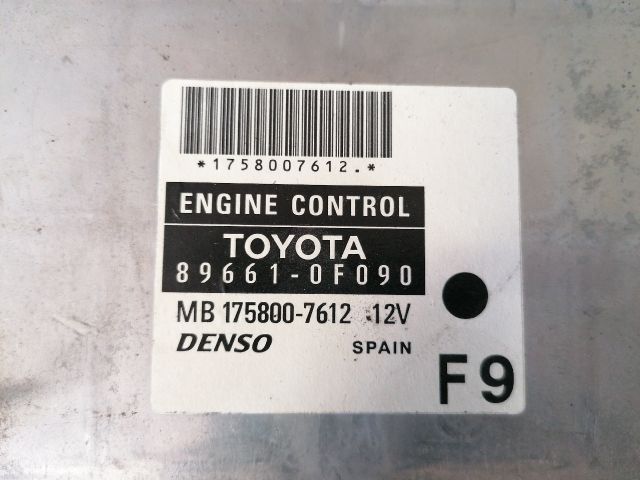 *1758007612.*
ENGINE CONTROL
TOYOTA
89661-0F090
MB 175800-7612 12V
DENSO SPAIN
F9